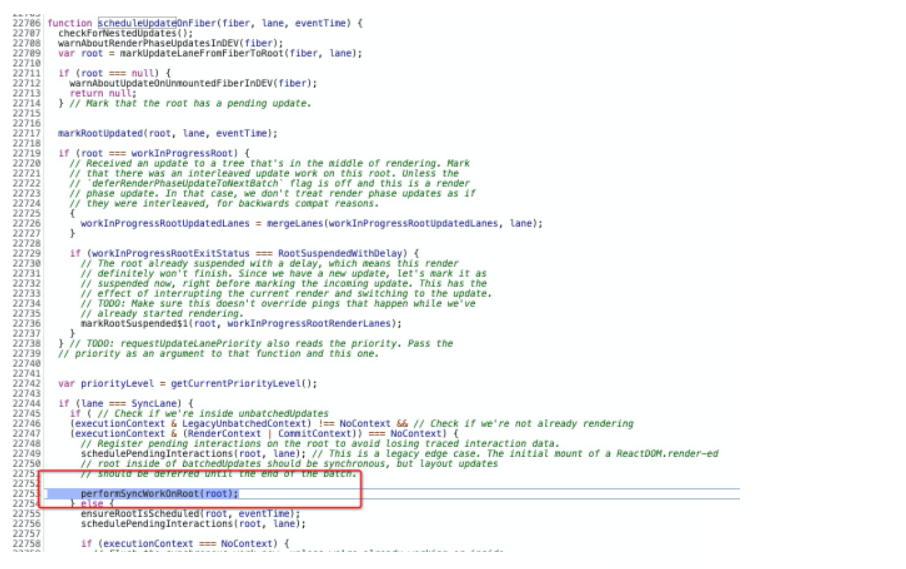 22706 function scheduleUpdateOnFiber(fiber, lane, eventTime) {
22707 checkForNestedUpdates();
22708 warnAboutRenderPhaseUpdatesInDEV(fiber);
22709 var root = markUpdateLaneFromFiberToRoot(fiber, lane);
22710
22711 if (root === null) {
22712 warnAboutUpdateOnUnmountedFiberInDEV(fiber);
22713 return null;
22714 } // Mark that the root has a pending update.
22715
22716
22717 markRootUpdated(root, lane, eventTime);
22718
22719 if (root === workInProgressRoot) {
22720 // Received an update to a tree that's in the middle of rendering. Mark
22721 // that there was an interleaved update work on this root. Unless the
22722 // `deferRenderPhaseUpdateToNextBatch` flag is off and this is a render
22723 // phase update. In that case, we don't treat render phase updates as if
22724 // they were interleaved, for backwards compat reasons.
22725 {
22726 workInProgressRootUpdatedLanes = mergeLanes(workInProgressRootUpdatedLanes, lane);
22727 }
22728
22729 if (workInProgressRootExitStatus === RootSuspendedWithDelay) {
22730 // The root already suspended with a delay, which means this render
22731 // definitely won't finish. Since we have a new update, let's mark it as
22732 // suspended now, right before marking the incoming update. This has the
22733 // effect of interrupting the current render and switching to the update.
22734 // TODO: Make sure this doesn't override pings that happen while we've
22735 // already started rendering.
22736 markRootSuspended$1(root, workInProgressRootRenderLanes);
22737 }
22738 } // TODO: requestUpdateLanePriority also reads the priority. Pass the
22739 // priority as an argument to that function and this one.
22740
22741
22742 var priorityLevel = getCurrentPriorityLevel();
22743
22744 if (lane === SyncLane) {
22745 if ( // Check if we're inside unbatchedUpdates
22746 (executionContext & LegacyUnbatchedContext) !== NoContext && // Check if we're not already rendering
22747 (executionContext & (RenderContext | CommitContext)) === NoContext) {
22748 // Register pending interactions on the root to avoid losing traced interaction data.
22749 schedulePendingInteractions(root, lane); // This is a legacy edge case. The initial mount of a ReactDOM.render-ed
22750 // root inside of batchedUpdates should be synchronous, but layout updates
// should be deferred until the end of the batch.
22752
22753 performSyncWorkOnRoot(root);
22754 } else {
22755 ensureRootIsScheduled(root, eventTime);
22756 schedulePendingInteractions(root, lane);
22757
22758 if (executionContext === NoContext) {